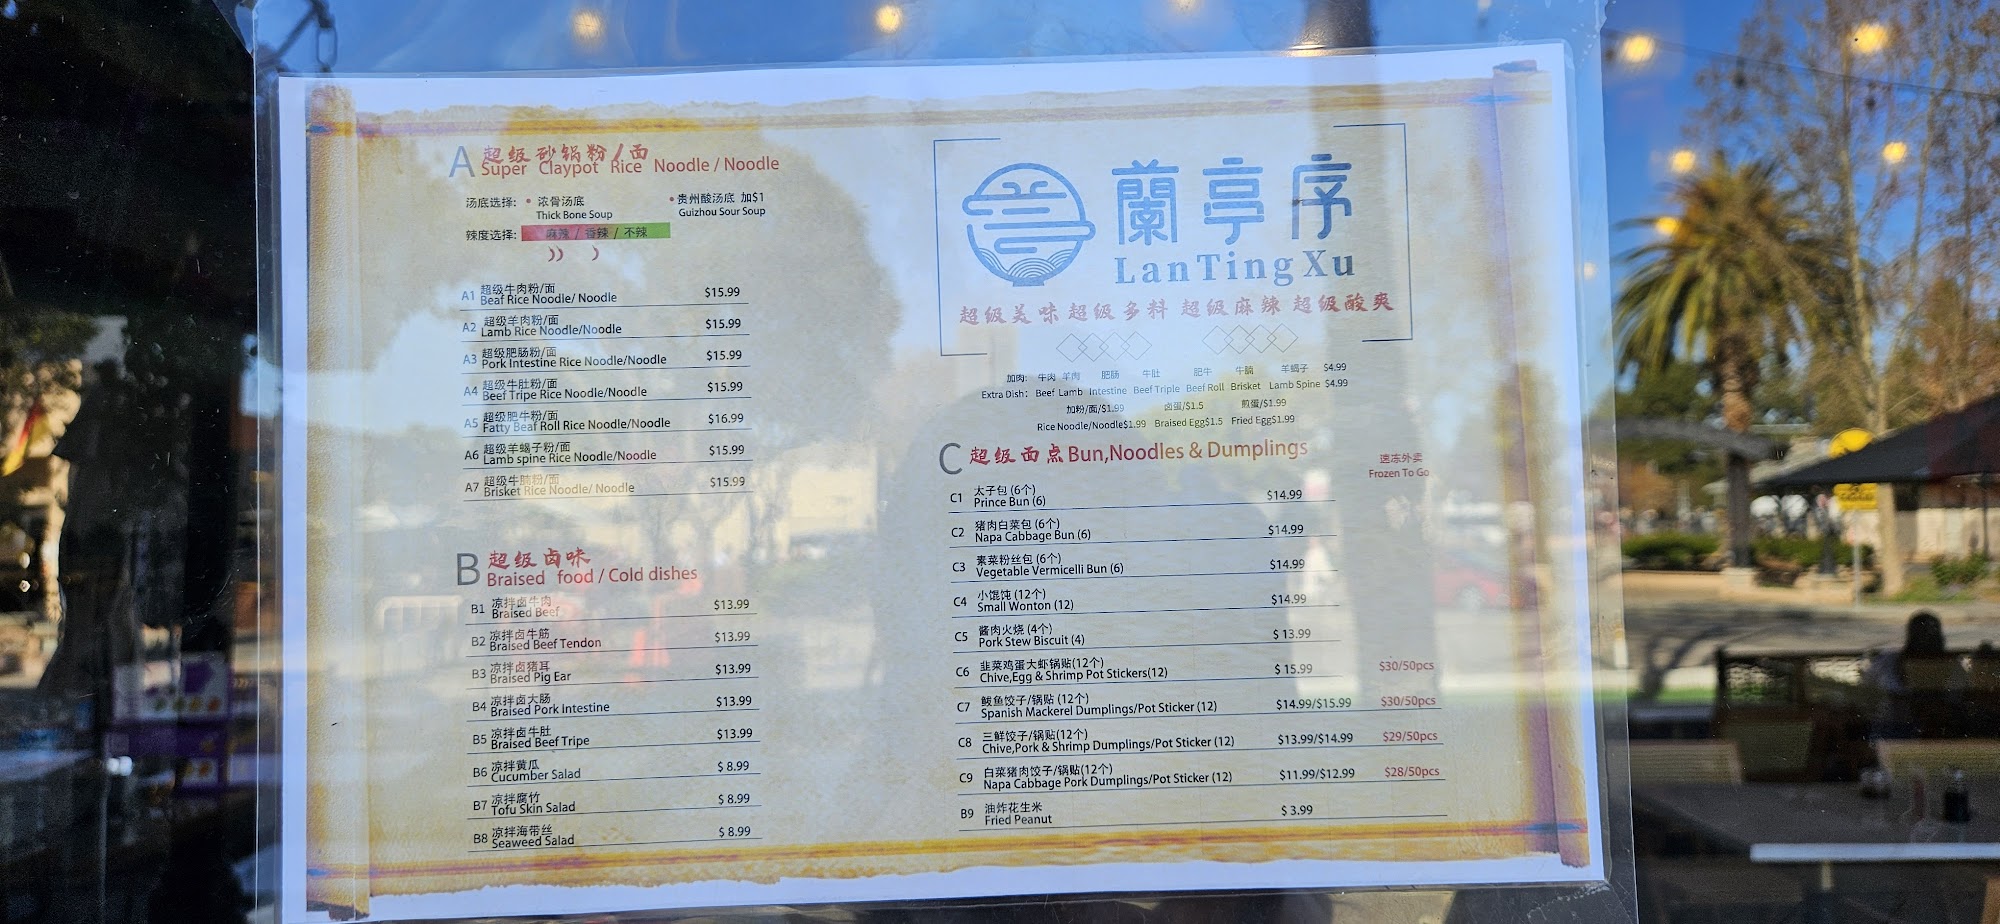 A 超级砂锅粉/面
Super Claypot Rice Noodle / Noodle
汤底选择: • 浓骨汤底 • 贵州酸汤底 加$1
Thick Bone Soup Guizhou Sour Soup
辣度选择: 麻辣 / 香辣 / 不辣
A1 超级牛肉粉/面
Beaf Rice Noodle/ Noodle $15.99
A2 超级羊肉粉/面
Lamb Rice Noodle/Noodle $15.99
A3 超级肥肠粉/面
Pork Intestine Rice Noodle/Noodle $15.99
A4 超级牛肚粉/面
Beef Tripe Rice Noodle/Noodle $15.99
A5 超级肥牛粉/面
Fatty Beaf Roll Rice Noodle/Noodle $16.99
A6 超级羊蝎子粉/面
Lamb spine Rice Noodle/Noodle $15.99
A7 超级牛腩粉/面
Brisket Rice Noodle/ Noodle $15.99
B 超级卤味
Braised food / Cold dishes
B1 凉拌卤牛肉
Braised Beef $13.99
B2 凉拌卤牛筋
Braised Beef Tendon $13.99
B3 凉拌卤猪耳
Braised Pig Ear $13.99
B4 凉拌卤大肠
Braised Pork Intestine $13.99
B5 凉拌卤牛肚
Braised Beef Tripe $13.99
B6 凉拌黄瓜
Cucumber Salad $ 8.99
B7 凉拌腐竹
Tofu Skin Salad $ 8.99
B8 凉拌海带丝
Seaweed Salad $ 8.99
蘭亭序
LanTing Xu
超级美味 超级多料 超级麻辣 超级酸爽
加肉: 牛肉 羊肉 肥肠 牛肚 肥牛 牛腩 羊蝎子 $4.99
Extra Dish: Beef Lamb Intestine Beef Triple Beef Roll Brisket Lamb Spine $4.99
加粉/面/$1.99 卤蛋/$1.5 煎蛋/$1.99
Rice Noodle/Noodle$1.99 Braised Egg$1.5 Fried Egg$1.99
C 超级面点 Bun,Noodles & Dumplings
速冻外卖
Frozen To Go
C1 太子包 (6个)
Prince Bun (6) $14.99
C2 猪肉白菜包 (6个)
Napa Cabbage Bun (6) $14.99
C3 素菜粉丝包 (6个)
Vegetable Vermicelli Bun (6) $14.99
C4 小馄饨 (12个)
Small Wonton (12) $14.99
C5 酱肉火烧 (4个)
Pork Stew Biscuit (4) $ 13.99
C6 韭菜鸡蛋大虾锅贴(12个)
Chive,Egg & Shrimp Pot Stickers(12) $ 15.99 $30/50pcs
C7 鲅鱼饺子/锅贴 (12个)
Spanish Mackerel Dumplings/Pot Sticker (12) $14.99/$15.99 $30/50pcs
C8 三鲜饺子/锅贴(12个)
Chive,Pork & Shrimp Dumplings/Pot Sticker (12) $13.99/$14.99 $29/50pcs
C9 白菜猪肉饺子/锅贴(12个)
Napa Cabbage Pork Dumplings/Pot Sticker (12) $11.99/$12.99 $28/50pcs
B9 油炸花生米
Fried Peanut $ 3.99